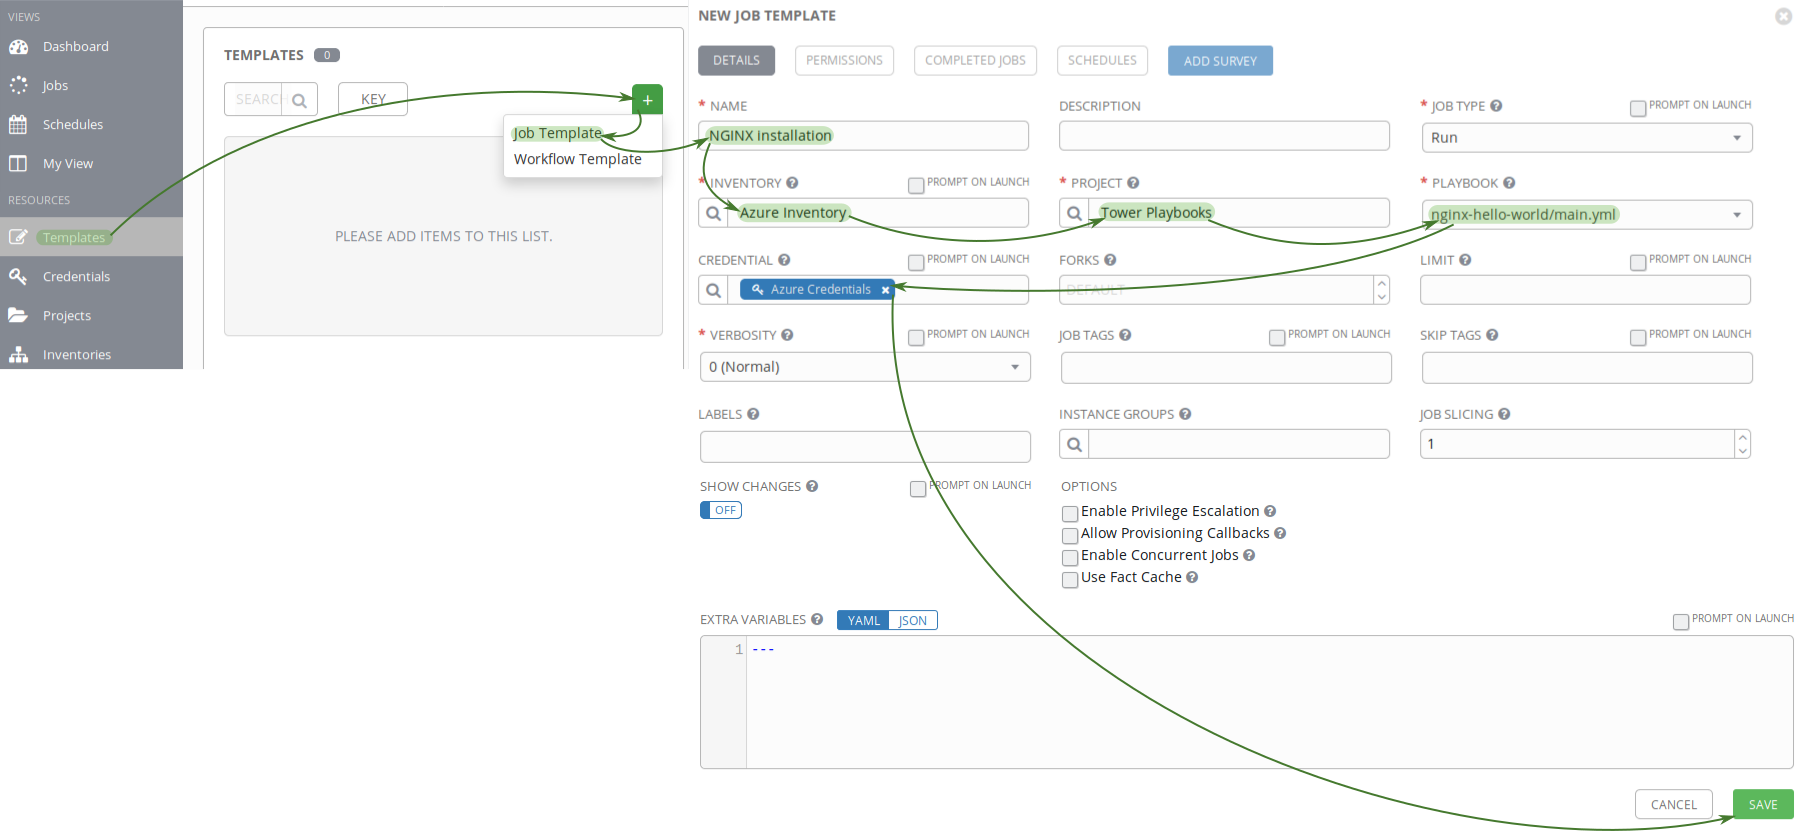 VIEWS
Dashboard
Jobs
Schedules
My View
RESOURCES
Templates
Credentials
Projects
Inventories
TEMPLATES 0
SEARCH
KEY
+
Job Template
Workflow Template
PLEASE ADD ITEMS TO THIS LIST.
NEW JOB TEMPLATE
DETAILS PERMISSIONS COMPLETED JOBS SCHEDULES ADD SURVEY
* NAME
NGINX Installation
DESCRIPTION
* JOB TYPE ? PROMPT ON LAUNCH
Run
* INVENTORY ? PROMPT ON LAUNCH
Azure Inventory
* PROJECT ?
Tower Playbooks
* PLAYBOOK ?
nginx-hello-world/main.yml
CREDENTIAL ? PROMPT ON LAUNCH
Azure Credentials ×
FORKS ?
DEFAULT
LIMIT ? PROMPT ON LAUNCH
* VERBOSITY ? PROMPT ON LAUNCH
0 (Normal)
JOB TAGS ? PROMPT ON LAUNCH
SKIP TAGS ? PROMPT ON LAUNCH
LABELS ?
INSTANCE GROUPS ?
JOB SLICING ?
1
SHOW CHANGES ? PROMPT ON LAUNCH
OFF
OPTIONS
Enable Privilege Escalation ?
Allow Provisioning Callbacks ?
Enable Concurrent Jobs ?
Use Fact Cache ?
EXTRA VARIABLES ? YAML JSON PROMPT ON LAUNCH
1 ---
CANCEL SAVE